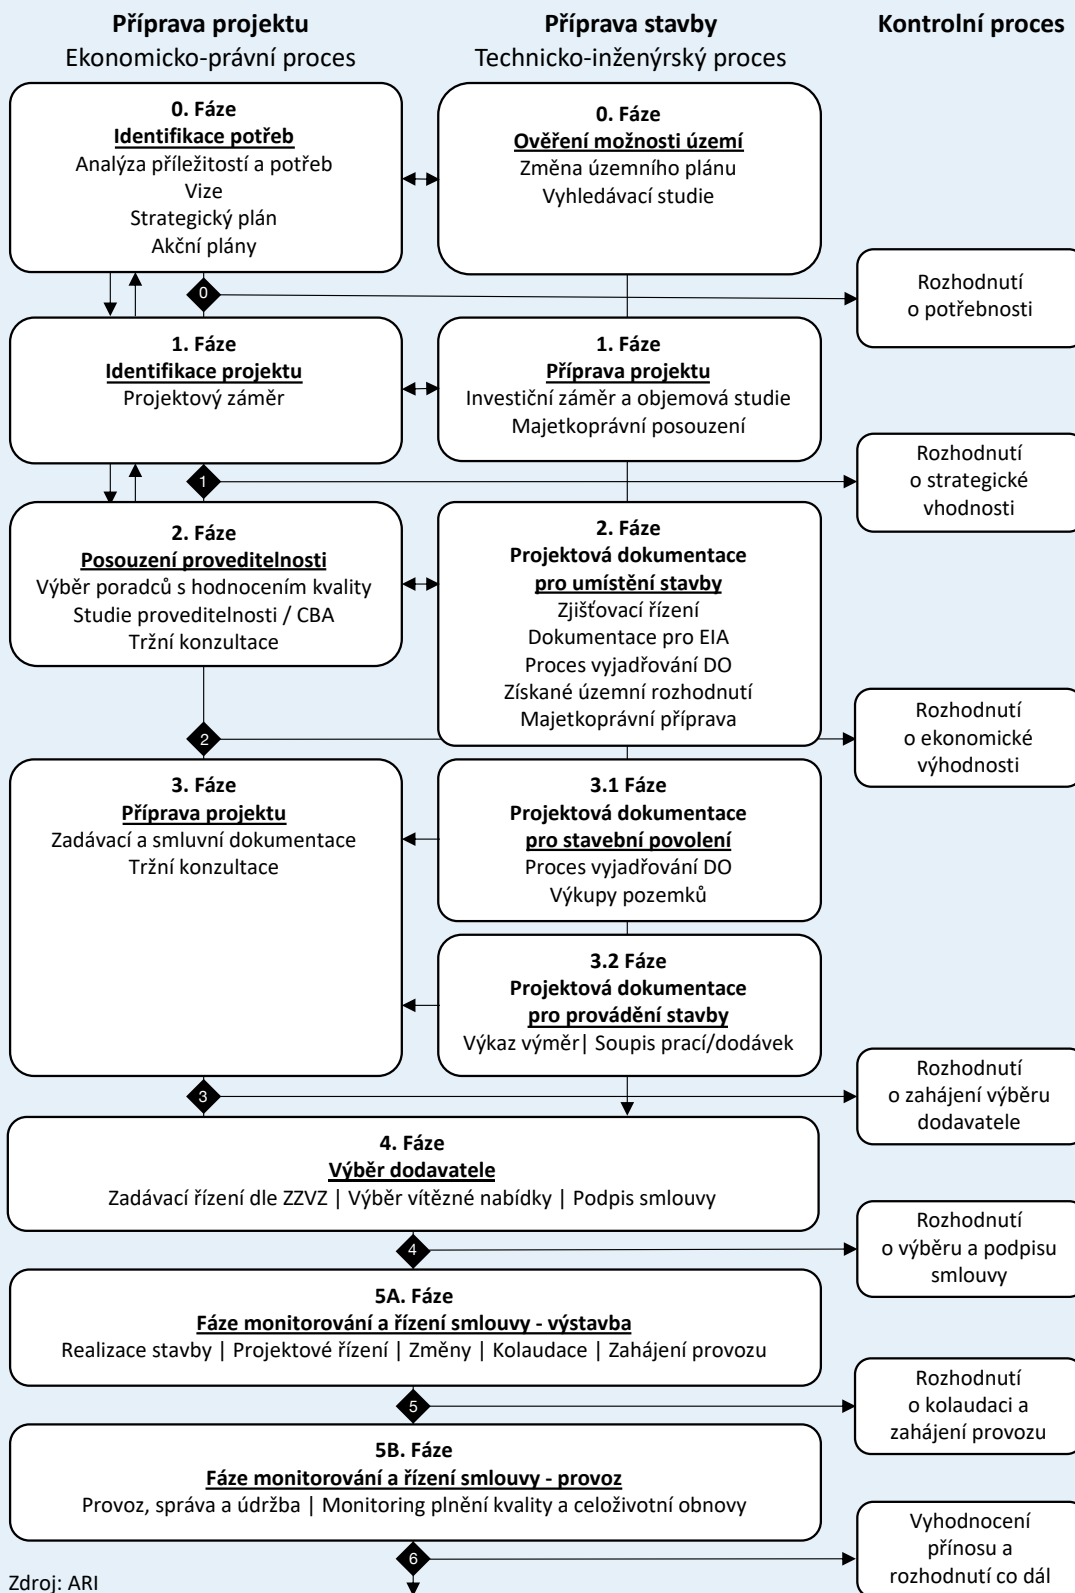 Příprava projektu
Ekonomicko-právní proces
Příprava stavby
Technicko-inženýrský proces
Kontrolní proces
0. Fáze
Identifikace potřeb
Analýza příležitostí a potřeb
Vize
Strategický plán
Akční plány
0. Fáze
Ověření možnosti území
Změna územního plánu
Vyhledávací studie
0
Rozhodnutí
o potřebnosti
1. Fáze
Identifikace projektu
Projektový záměr
1. Fáze
Příprava projektu
Investiční záměr a objemová studie
Majetkoprávní posouzení
1
Rozhodnutí
o strategické
vhodnosti
2. Fáze
Posouzení proveditelnosti
Výběr poradců s hodnocením kvality
Studie proveditelnosti / CBA
Tržní konzultace
2. Fáze
Projektová dokumentace
pro umístění stavby
Zjišťovací řízení
Dokumentace pro EIA
Proces vyjadřování DO
Získané územní rozhodnutí
Majetkoprávní příprava
2
Rozhodnutí
o ekonomické
výhodnosti
3. Fáze
Příprava projektu
Zadávací a smluvní dokumentace
Tržní konzultace
3.1 Fáze
Projektová dokumentace
pro stavební povolení
Proces vyjadřování DO
Výkupy pozemků
3.2 Fáze
Projektová dokumentace
pro provádění stavby
Výkaz výměr| Soupis prací/dodávek
3
Rozhodnutí
o zahájení výběru
dodavatele
4. Fáze
Výběr dodavatele
Zadávací řízení dle ZZVZ | Výběr vítězné nabídky | Podpis smlouvy
4
Rozhodnutí
o výběru a podpisu
smlouvy
5A. Fáze
Fáze monitorování a řízení smlouvy - výstavba
Realizace stavby | Projektové řízení | Změny | Kolaudace | Zahájení provozu
5
Rozhodnutí
o kolaudaci a
zahájení provozu
5B. Fáze
Fáze monitorování a řízení smlouvy - provoz
Provoz, správa a údržba | Monitoring plnění kvality a celoživotní obnovy
6
Vyhodnocení
přínosu a
rozhodnutí co dál
Zdroj: ARI